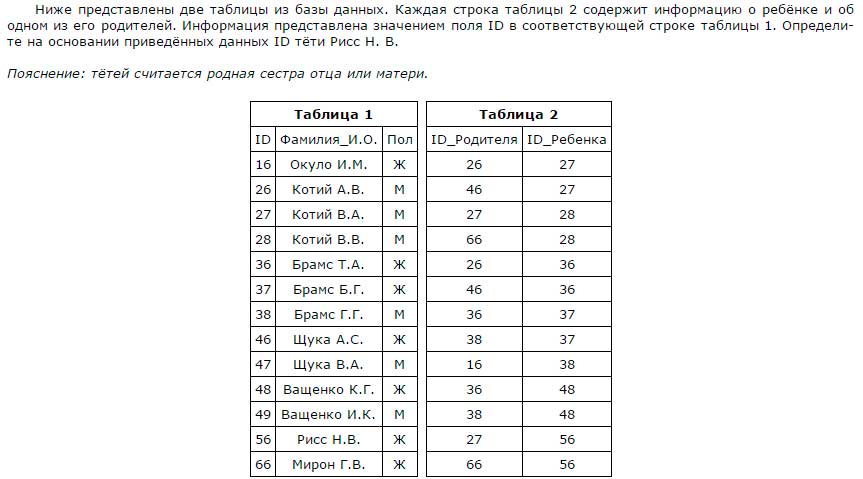 Ниже представлены две таблицы из базы данных. Каждая строка таблицы 2 содержит информацию о ребёнке и об
одном из его родителей. Информация представлена значением поля ID в соответствующей строке таблицы 1. Определи-
те на основании приведённых данных ID тёти Рисс Н. В.
Пояснение: тётей считается родная сестра отца или матери.
Таблица 1 Таблица 2
ID Фамилия_И.О. Пол ID_Родителя ID_Ребенка
16 Окуло И.М. Ж 26 27
26 Котий А.В. М 46 27
27 Котий В.А. М 27 28
28 Котий В.В. М 66 28
36 Брамс Т.А. Ж 26 36
37 Брамс Б.Г. Ж 46 36
38 Брамс Г.Г. М 36 37
46 Щука А.С. Ж 38 37
47 Щука В.А. М 16 38
48 Ващенко К.Г. Ж 36 48
49 Ващенко И.К. М 38 48
56 Рисс Н.В. Ж 27 56
66 Мирон Г.В. Ж 66 56